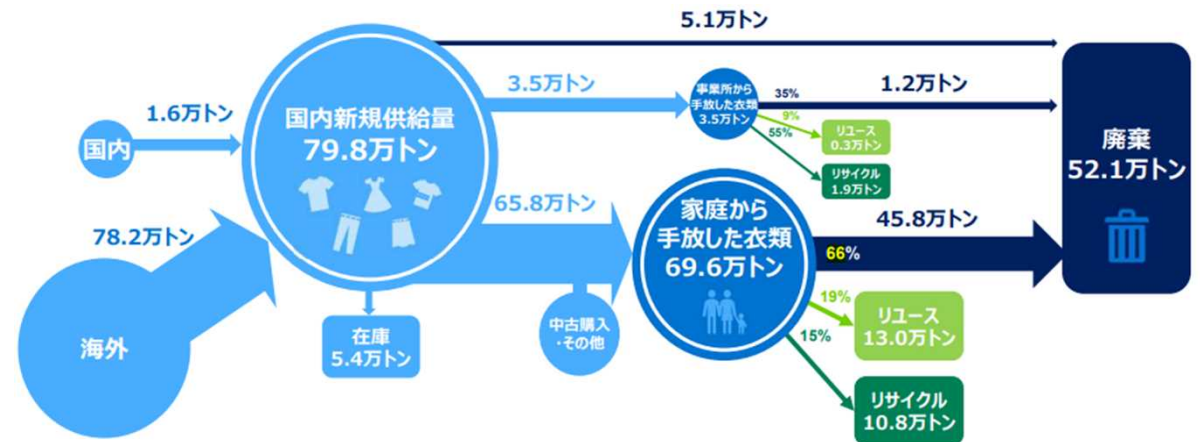 5.1万トン
3.5万トン
事業所から
手放した衣類
3.5万トン
35%
1.2万トン
9%
55%
リユース
0.3万トン
リサイクル
1.9万トン
1.6万トン
国内
国内新規供給量
79.8万トン
廃棄
52.1万トン
65.8万トン
家庭から
手放した衣類
69.6万トン
45.8万トン
66%
78.2万トン
海外
在庫
5.4万トン
中古購入
・その他
19%
リユース
13.0万トン
15%
リサイクル
10.8万トン